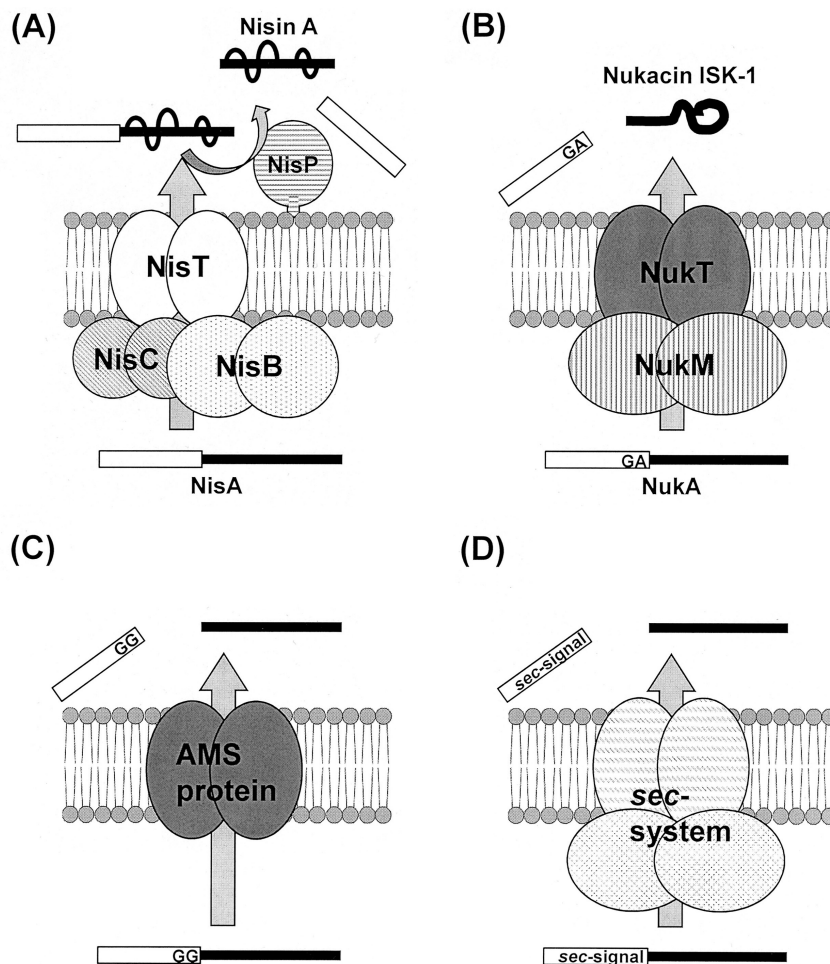 (A)
Nisin A
NisP
NisT
NisC
NisB
NisA
(B)
Nukacin ISK-1
GA
NukT
NukM
GA
NukA
(C)
GG
AMS
protein
GG
(D)
sec-signal
sec-
system
sec-signal